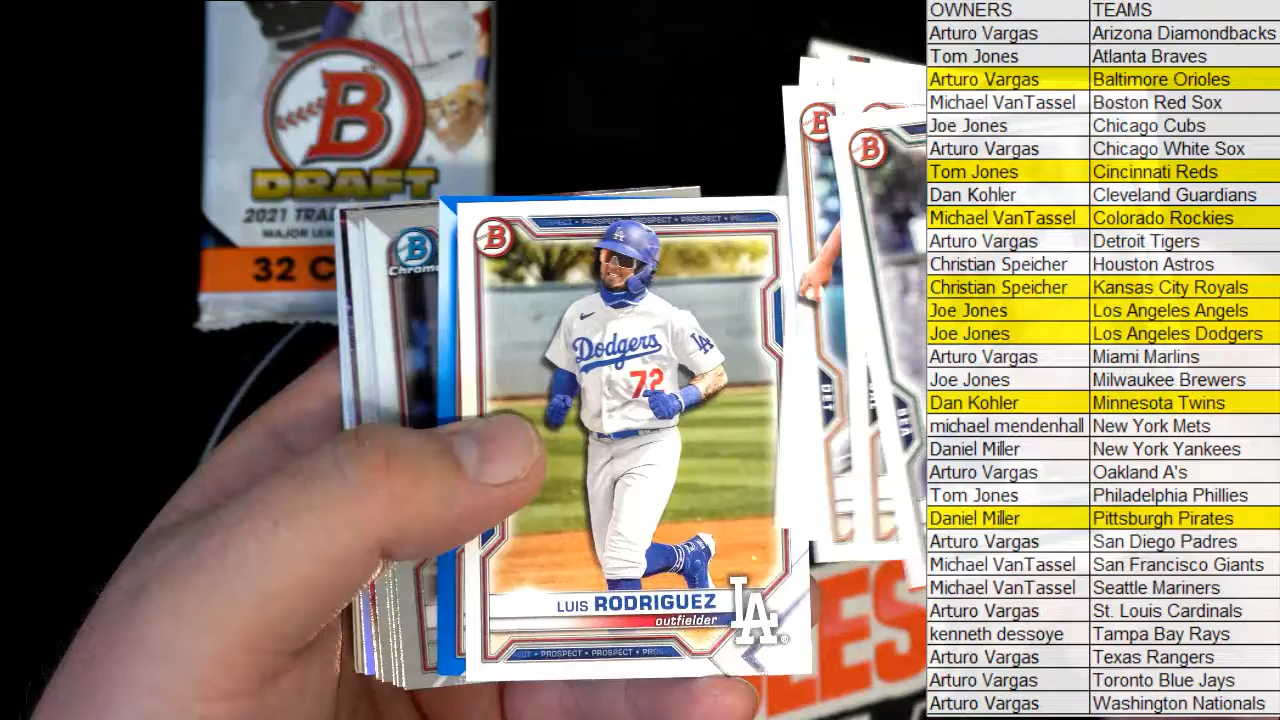 B
DRAFT
2021
MAJOR
32
B
Chrome
B
PROSPECT • PROSPECT
Dodgers
LA
72
LUIS RODRIGUEZ
outfielder
LA
PROSPECT • PROSPECT
B
B
OWNERS TEAMS
Arturo Vargas Arizona Diamondbacks
Tom Jones Atlanta Braves
Arturo Vargas Baltimore Orioles
Michael VanTassel Boston Red Sox
Joe Jones Chicago Cubs
Arturo Vargas Chicago White Sox
Tom Jones Cincinnati Reds
Dan Kohler Cleveland Guardians
Michael VanTassel Colorado Rockies
Arturo Vargas Detroit Tigers
Christian Speicher Houston Astros
Christian Speicher Kansas City Royals
Joe Jones Los Angeles Angels
Joe Jones Los Angeles Dodgers
Arturo Vargas Miami Marlins
Joe Jones Milwaukee Brewers
Dan Kohler Minnesota Twins
michael mendenhall New York Mets
Daniel Miller New York Yankees
Arturo Vargas Oakland A's
Tom Jones Philadelphia Phillies
Daniel Miller Pittsburgh Pirates
Arturo Vargas San Diego Padres
Michael VanTassel San Francisco Giants
Michael VanTassel Seattle Mariners
Arturo Vargas St. Louis Cardinals
kenneth dessoye Tampa Bay Rays
Arturo Vargas Texas Rangers
Arturo Vargas Toronto Blue Jays
Arturo Vargas Washington Nationals